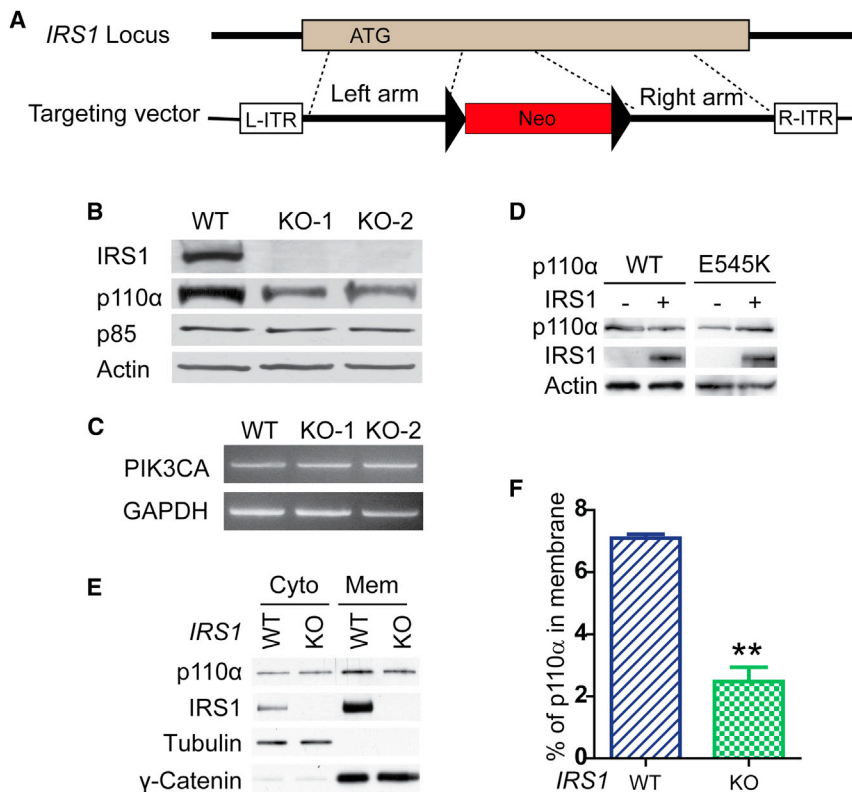 A
IRS1 Locus
ATG
Left arm
Right arm
Targeting vector
L-ITR
Neo
R-ITR
B
WT KO-1 KO-2
IRS1
p110α
p85
Actin
C
WT KO-1 KO-2
PIK3CA
GAPDH
D
p110α WT E545K
IRS1 - + - +
p110α
IRS1
Actin
E
Cyto Mem
IRS1 WT KO WT KO
p110α
IRS1
Tubulin
γ-Catenin
F
% of p110α in membrane
8
6
4
2
0
**
IRS1 WT KO